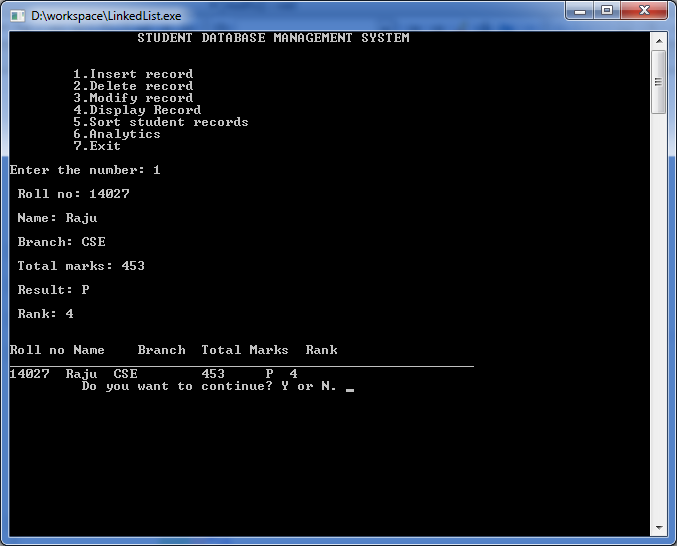 D:\workspace\LinkedList.exe
STUDENT DATABASE MANAGEMENT SYSTEM
1.Insert record
2.Delete record
3.Modify record
4.Display Record
5.Sort student records
6.Analytics
7.Exit
Enter the number: 1
Roll no: 14027
Name: Raju
Branch: CSE
Total marks: 453
Result: P
Rank: 4
Roll no Name Branch Total Marks Rank
14027 Raju CSE 453 P 4
Do you want to continue? Y or N. _